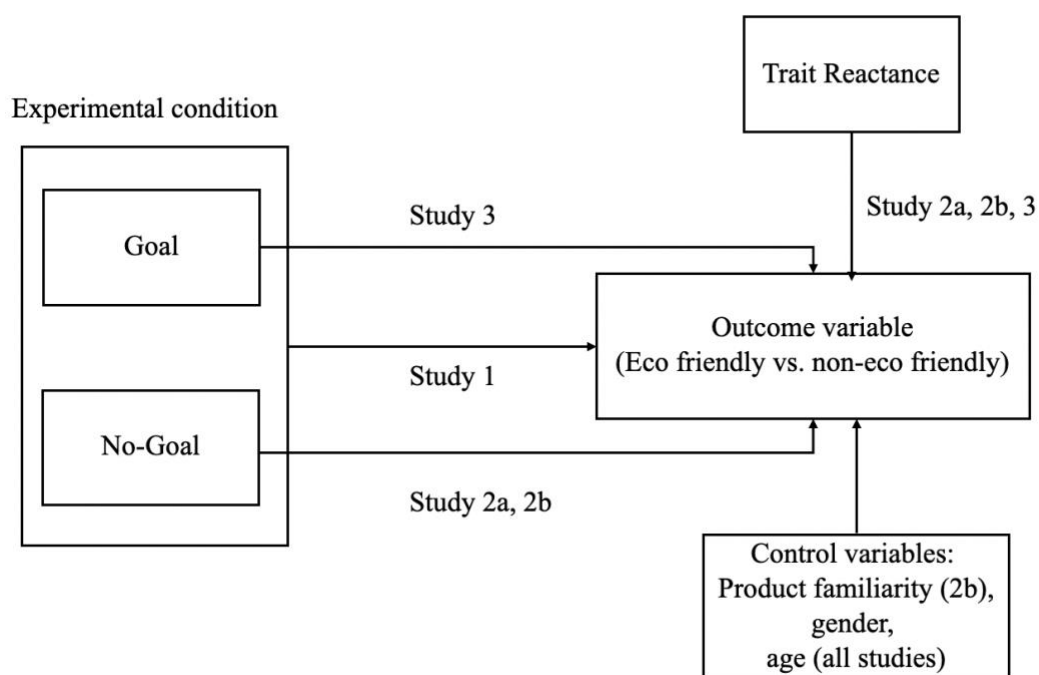 Trait Reactance
Experimental condition
Study 3
Study 2a, 2b, 3
Goal
Outcome variable
(Eco friendly vs. non-eco friendly)
Study 1
No-Goal
Study 2a, 2b
Control variables:
Product familiarity (2b),
gender,
age (all studies)